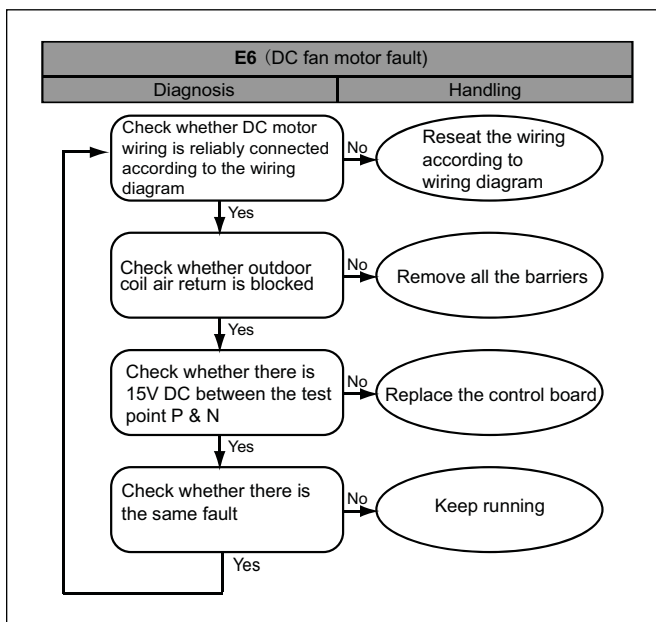 E6（DC fan motor fault)
Diagnosis
Handling
Check whether DC motor
wiring is reliably connected
according to the wiring
diagram
No
Reseat the wiring
according to
wiring diagram
Yes
Check whether outdoor
coil air return is blocked
No
Remove all the barriers
Yes
Check whether there is
15V DC between the test
point P & N
No
Replace the control board
Yes
Check whether there is
the same fault
No
Keep running
Yes